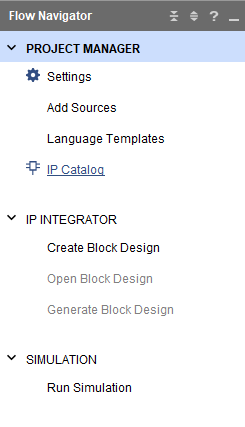 Flow Navigator ?
PROJECT MANAGER
Settings
Add Sources
Language Templates
IP Catalog
IP INTEGRATOR
Create Block Design
Open Block Design
Generate Block Design
SIMULATION
Run Simulation